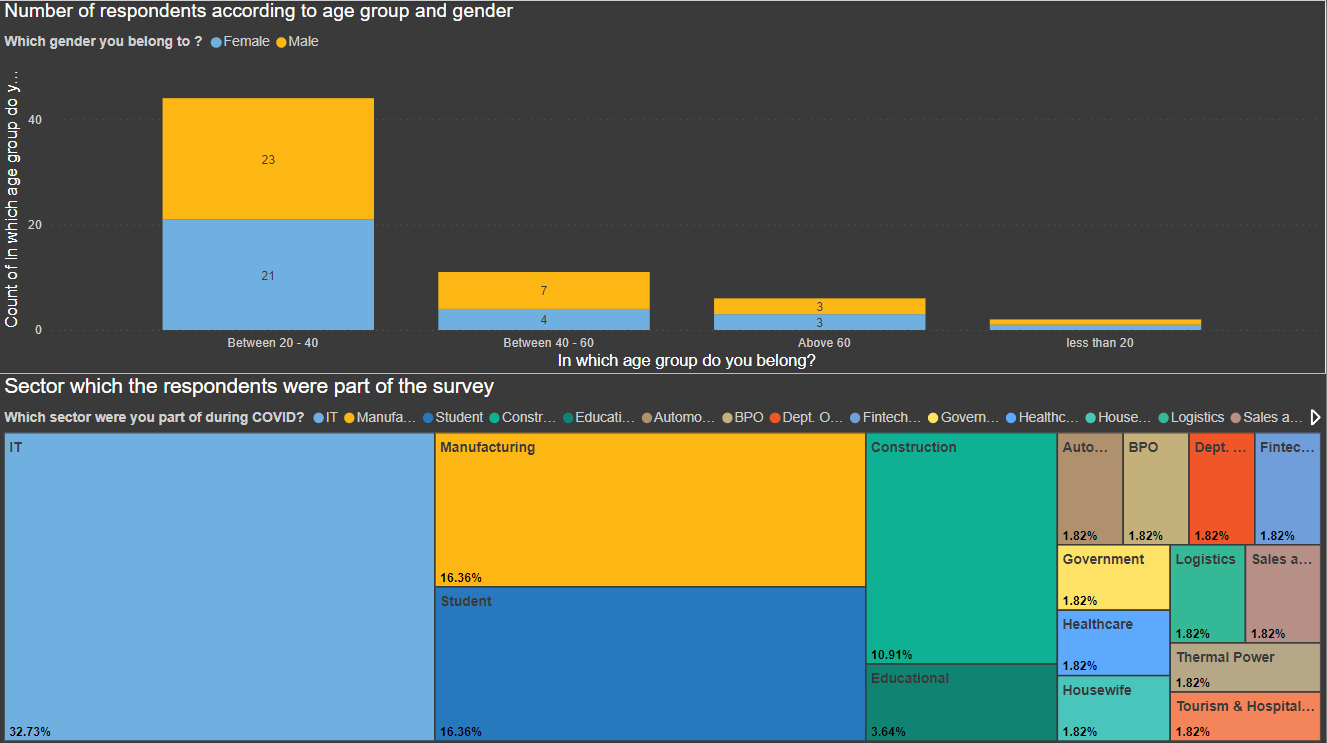 Number of respondents according to age group and gender
Which gender you belong to ? Female Male
Count of In which age group do y...
40
20
0
23
21
7
4
3
3
Between 20 - 40 Between 40 - 60 Above 60 less than 20
In which age group do you belong?
Sector which the respondents were part of the survey
Which sector were you part of during COVID? IT Manufa... Student Constr... Educati... Automo... BPO Dept. O... Fintech... Govern... Healthc... House... Logistics Sales a...
IT
32.73%
Manufacturing
16.36%
Student
16.36%
Construction
10.91%
Educational
3.64%
Auto... BPO Dept. ... Fintec...
1.82% 1.82% 1.82% 1.82%
Government
1.82%
Healthcare
1.82%
Housewife
1.82%
Logistics Sales a...
1.82% 1.82%
Thermal Power
1.82%
Tourism & Hospital...
1.82%